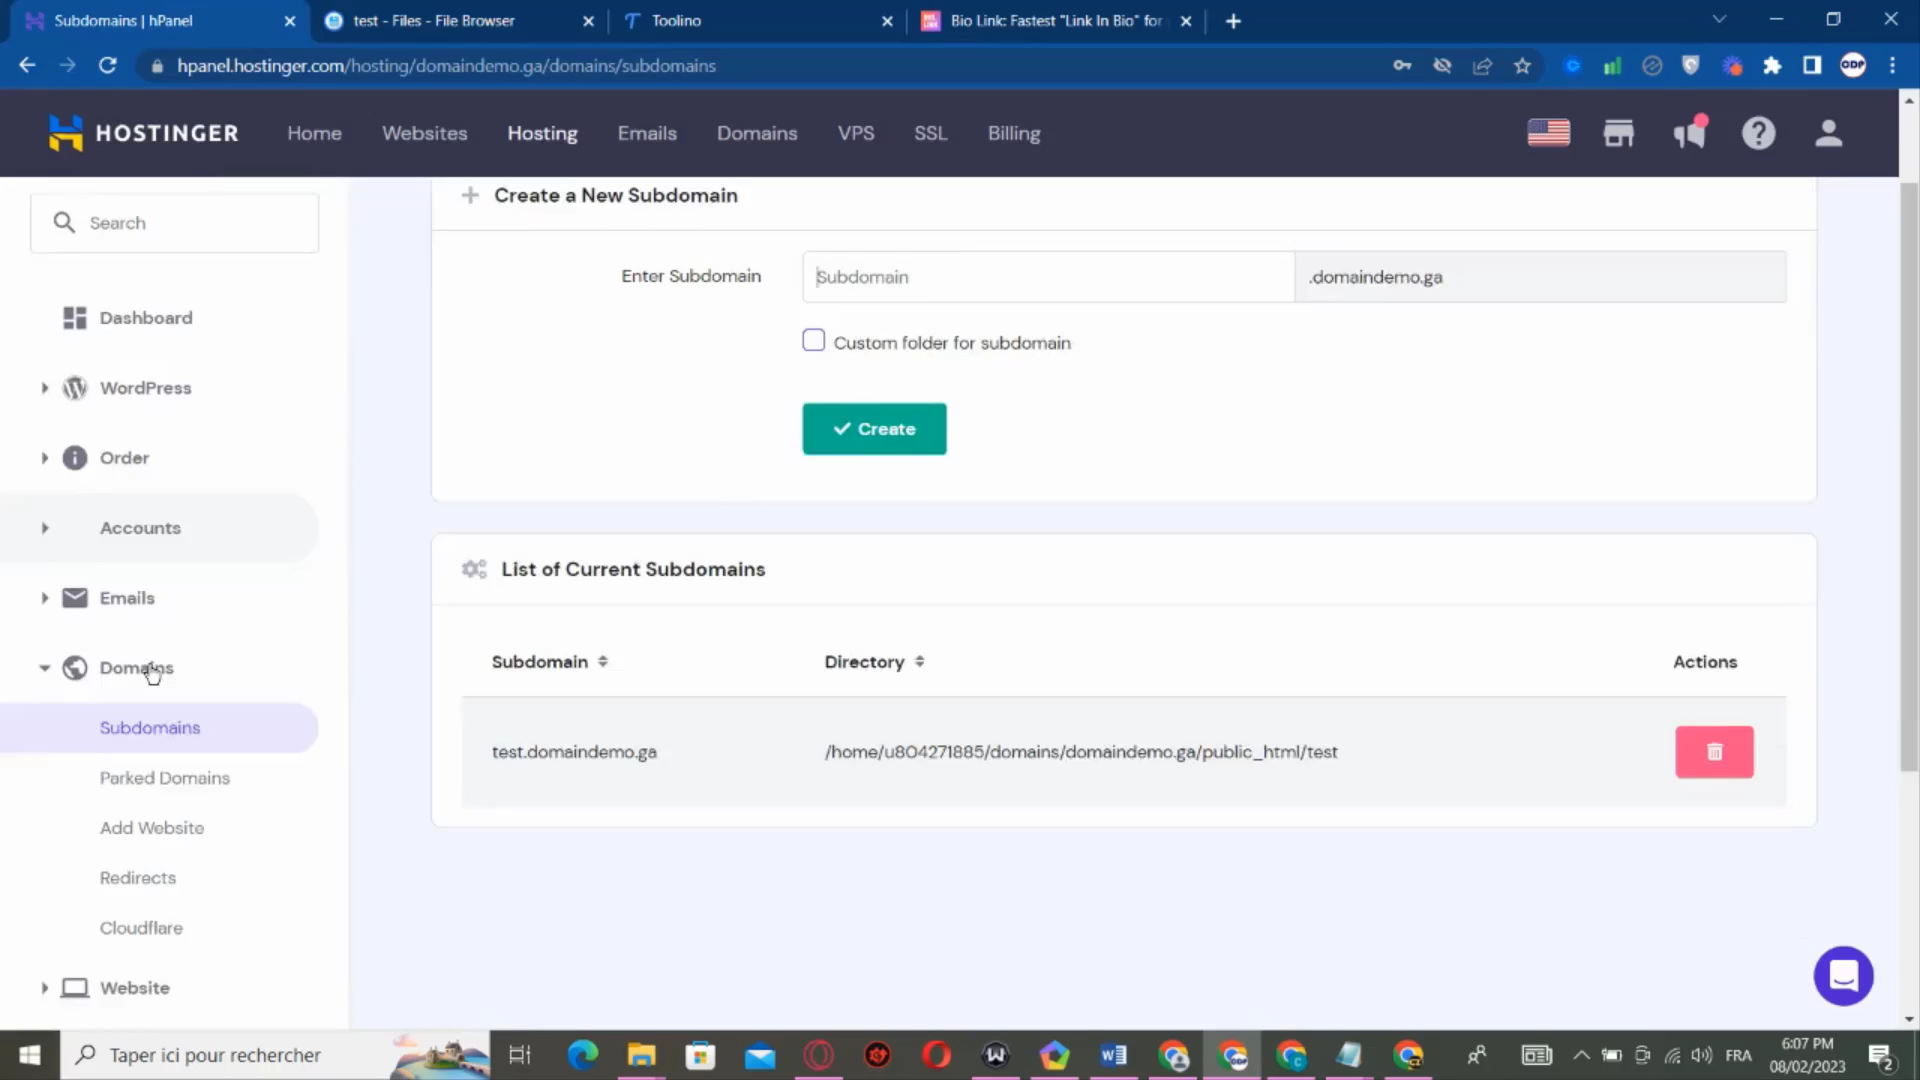 Subdomains | hPanel
test - Files - File Browser
Toolino
Bio Link: Fastest "Link In Bio" for
hpanel.hostinger.com/hosting/domaindemo.ga/domains/subdomains
CDP
HOSTINGER
Home
Websites
Hosting
Emails
Domains
VPS
SSL
Billing
Search
Dashboard
WordPress
Order
Accounts
Emails
Domains
Subdomains
Parked Domains
Add Website
Redirects
Cloudflare
Website
Create a New Subdomain
Enter Subdomain
Subdomain
.domaindemo.ga
Custom folder for subdomain
Create
List of Current Subdomains
Subdomain
Directory
Actions
test.domaindemo.ga
/home/u804271885/domains/domaindemo.ga/public_html/test
Taper ici pour rechercher
FRA
6:07 PM
08/02/2023
2